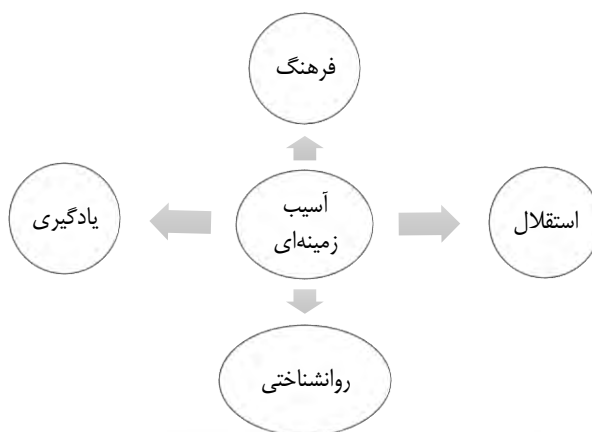 فرهنگ
استقلال
آسیب
زمینه‌ای
یادگیری
روانشناختی